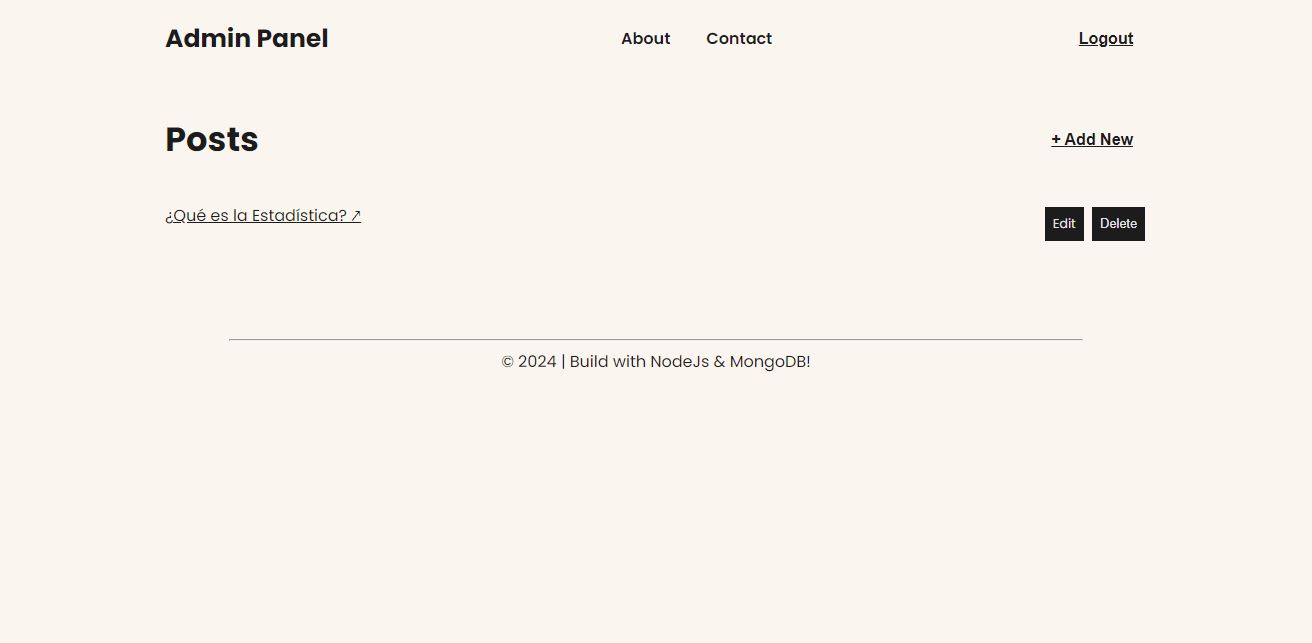 Admin Panel About Contact Logout
Posts + Add New
¿Qué es la Estadística? ↗ Edit Delete
© 2024 | Build with NodeJs & MongoDB!